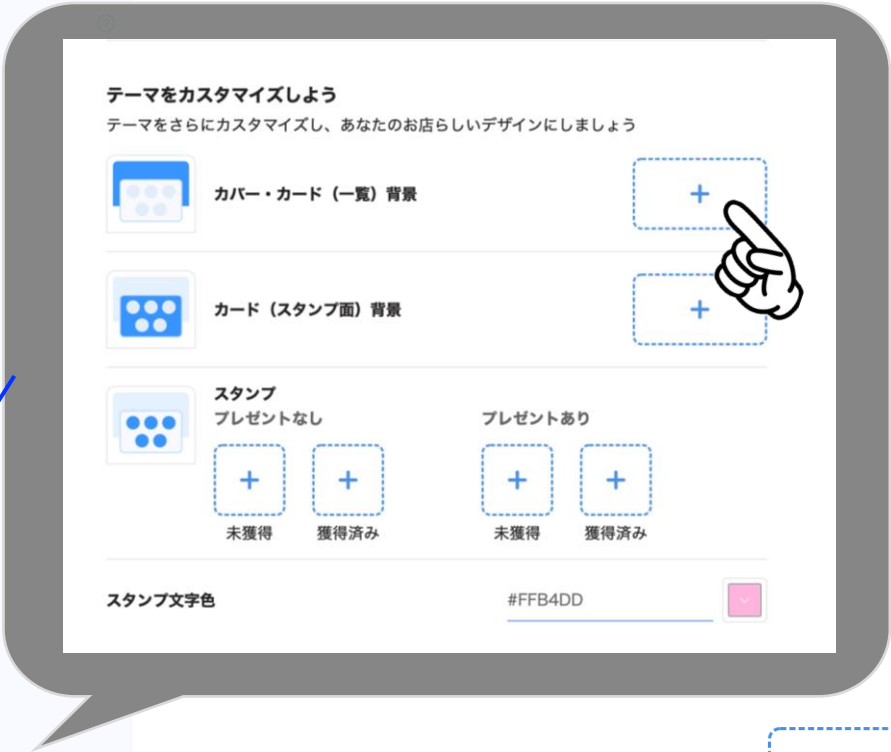 テーマをカスタマイズしよう
テーマをさらにカスタマイズし、あなたのお店らしいデザインにしましょう
カバー・カード（一覧）背景
+
カード（スタンプ面）背景
+
スタンプ
プレゼントなし プレゼントあり
+ + + +
未獲得 獲得済み 未獲得 獲得済み
スタンプ文字色 #FFB4DD